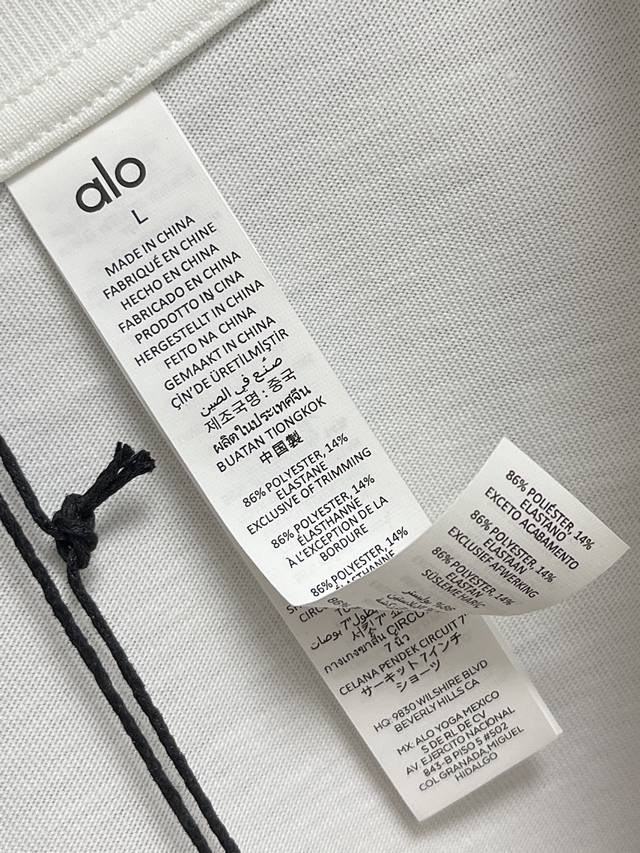 alo
L
MADE IN CHINA
FABRIQUÉ EN CHINE
HECHO EN CHINA
FABRICADO EN CHINA
PRODOTTO IN CINA
HERGESTELLT IN CHINA
FEITO NA CHINA
GEMAAKT IN CHINA
ÇİN'DE ÜRETİLMİŞTİR
صنع في الصين
제조국명 : 중국
ผลิตในประเทศจีน
BUATAN TIONGKOK
中国製
86% POLYESTER, 14%
ELASTANE
EXCLUSIVE OF TRIMMING
86% POLYESTER, 14%
ÉLASTHANNE
À L'EXCEPTION DE LA
BORDURE
86% POLYESTER, 14%
ÉLASTHANNE
86% POLIÉSTER, 14%
ELASTANO
EXCETO ACABAMENTO
86% POLYESTER, 14%
ELASTAAN
EXCLUSIEF AFWERKING
86% POLYESTER, 14%
ELASTAN
SÜSLEME HARİÇ
7 นิ้ว
CELANA PENDEK CIRCUIT 7"
サーキット 7インチ
ショーツ
HQ: 9830 WILSHIRE BLVD
BEVERLY HILLS CA
MX: ALO YOGA MEXICO
S DE RL DE CV
AV. EJERCITO NACIONAL
843-B PISO 5 #502
COL GRANADA, MIGUEL
HIDALGO